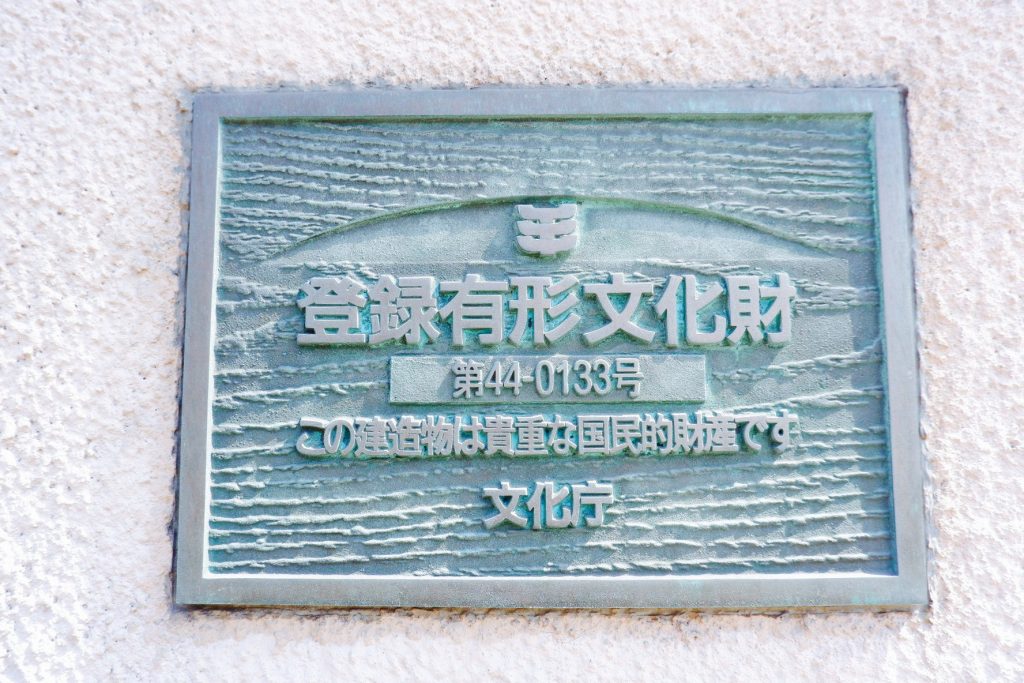 登録有形文化財
第44-0133号
この建造物は貴重な国民的財産です
文化庁